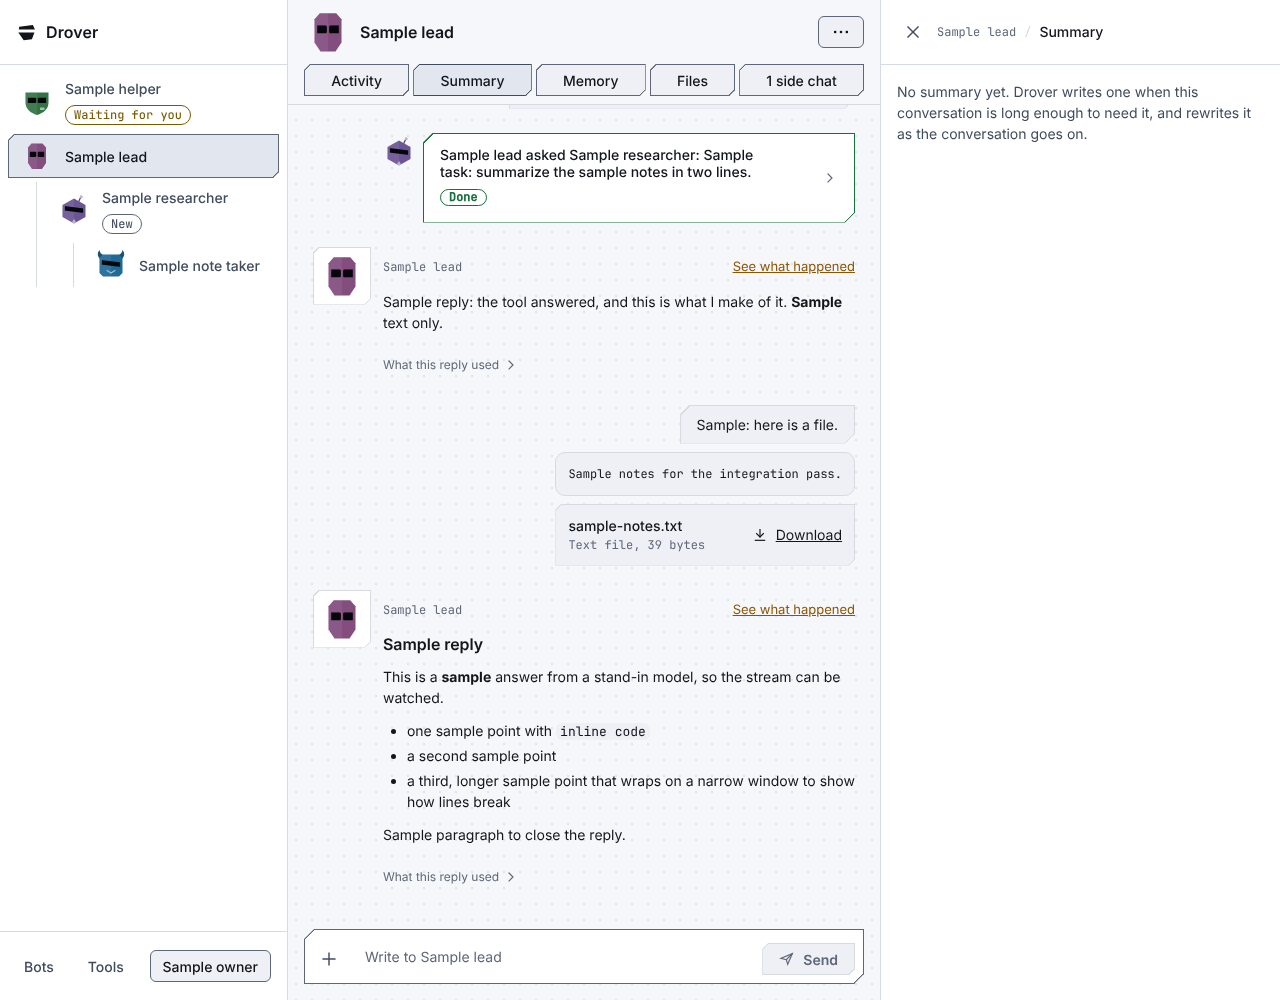 Drover
Sample helper
Waiting for you
Sample lead
Sample researcher
New
Sample note taker
Bots
Tools
Sample owner
Sample lead
...
Activity
Summary
Memory
Files
1 side chat
Sample lead asked Sample researcher: Sample
task: summarize the sample notes in two lines.
Done
Sample lead
See what happened
Sample reply: the tool answered, and this is what I make of it. Sample
text only.
What this reply used
Sample: here is a file.
Sample notes for the integration pass.
sample-notes.txt
Text file, 39 bytes
Download
Sample lead
See what happened
Sample reply
This is a sample answer from a stand-in model, so the stream can be
watched.
• one sample point with inline code
• a second sample point
• a third, longer sample point that wraps on a narrow window to show
how lines break
Sample paragraph to close the reply.
What this reply used
Write to Sample lead
Send
Sample lead / Summary
No summary yet. Drover writes one when this
conversation is long enough to need it, and rewrites it
as the conversation goes on.